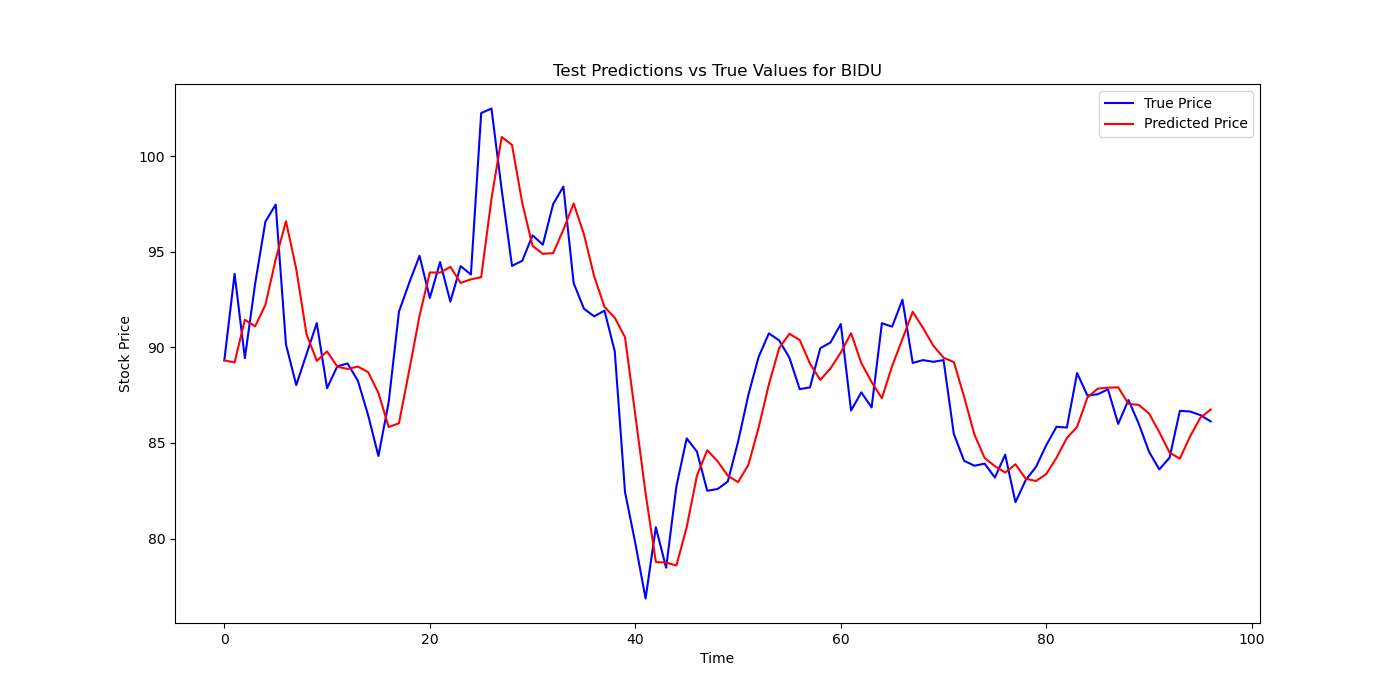 Test Predictions vs True Values for BIDU
True Price
Predicted Price
100
95
90
85
80
Stock Price
0 20 40 60 80 100
Time